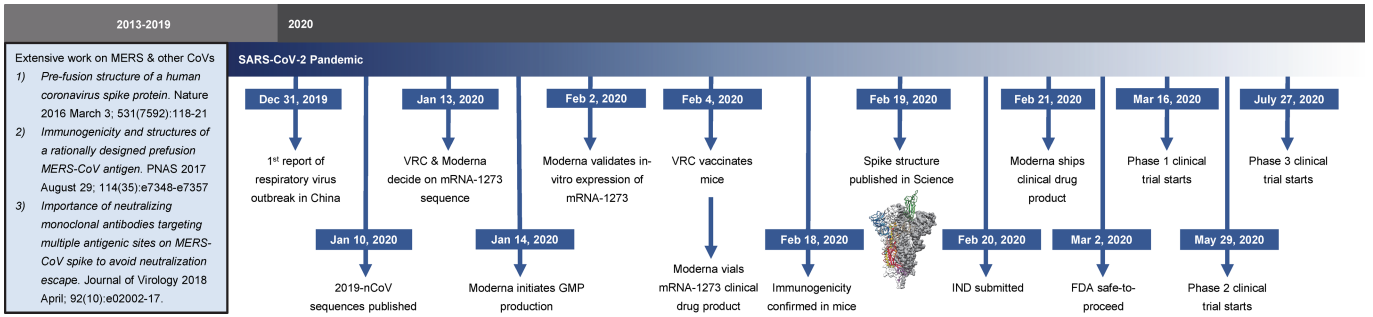 2013-2019
2020
Extensive work on MERS & other CoVs
1) Pre-fusion structure of a human
coronavirus spike protein. Nature
2016 March 3; 531(7592):118-21
2) Immunogenicity and structures of
a rationally designed prefusion
MERS-CoV antigen. PNAS 2017
August 29; 114(35):e7348-e7357
3) Importance of neutralizing
monoclonal antibodies targeting
multiple antigenic sites on MERS-
CoV spike to avoid neutralization
escape. Journal of Virology 2018
April; 92(10):e02002-17.
SARS-CoV-2 Pandemic
Dec 31, 2019
1st report of
respiratory virus
outbreak in China
Jan 10, 2020
2019-nCoV
sequences published
Jan 13, 2020
VRC & Moderna
decide on mRNA-1273
sequence
Jan 14, 2020
Moderna initiates GMP
production
Feb 2, 2020
Moderna validates in-
vitro expression of
mRNA-1273
Feb 4, 2020
VRC vaccinates
mice
Moderna vials
mRNA-1273 clinical
drug product
Feb 18, 2020
Immunogenicity
confirmed in mice
Feb 19, 2020
Spike structure
published in Science
Feb 20, 2020
IND submitted
Feb 21, 2020
Moderna ships
clinical drug
product
Mar 2, 2020
FDA safe-to-
proceed
Mar 16, 2020
Phase 1 clinical
trial starts
May 29, 2020
Phase 2 clinical
trial starts
July 27, 2020
Phase 3 clinical
trial starts